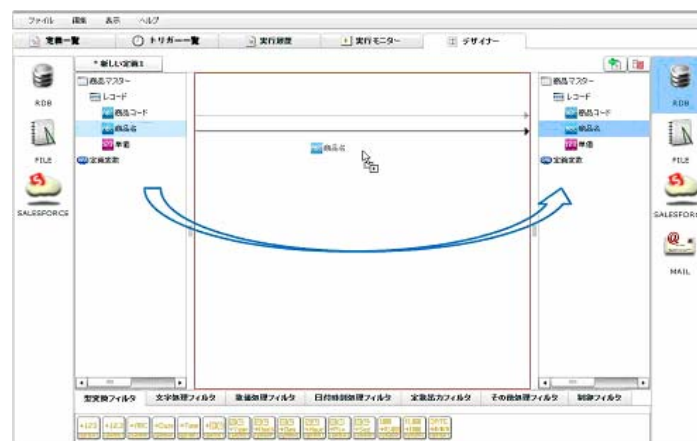 ファイル 編集 表示 ヘルプ
定義一覧 トリガー一覧 実行履歴 実行モニター デザイナー
* 新しい定義1
RDB
FILE
SALESFORCE
商品マスター
レコード
商品コード
商品名
単価
定義変数
商品名
商品マスター
レコード
商品コード
商品名
単価
定義変数
RDB
FILE
SALESFORCE
MAIL
型変換フィルタ 文字処理フィルタ 数値処理フィルタ 日付時刻処理フィルタ 定数出力フィルタ その他処理フィルタ 制御フィルタ